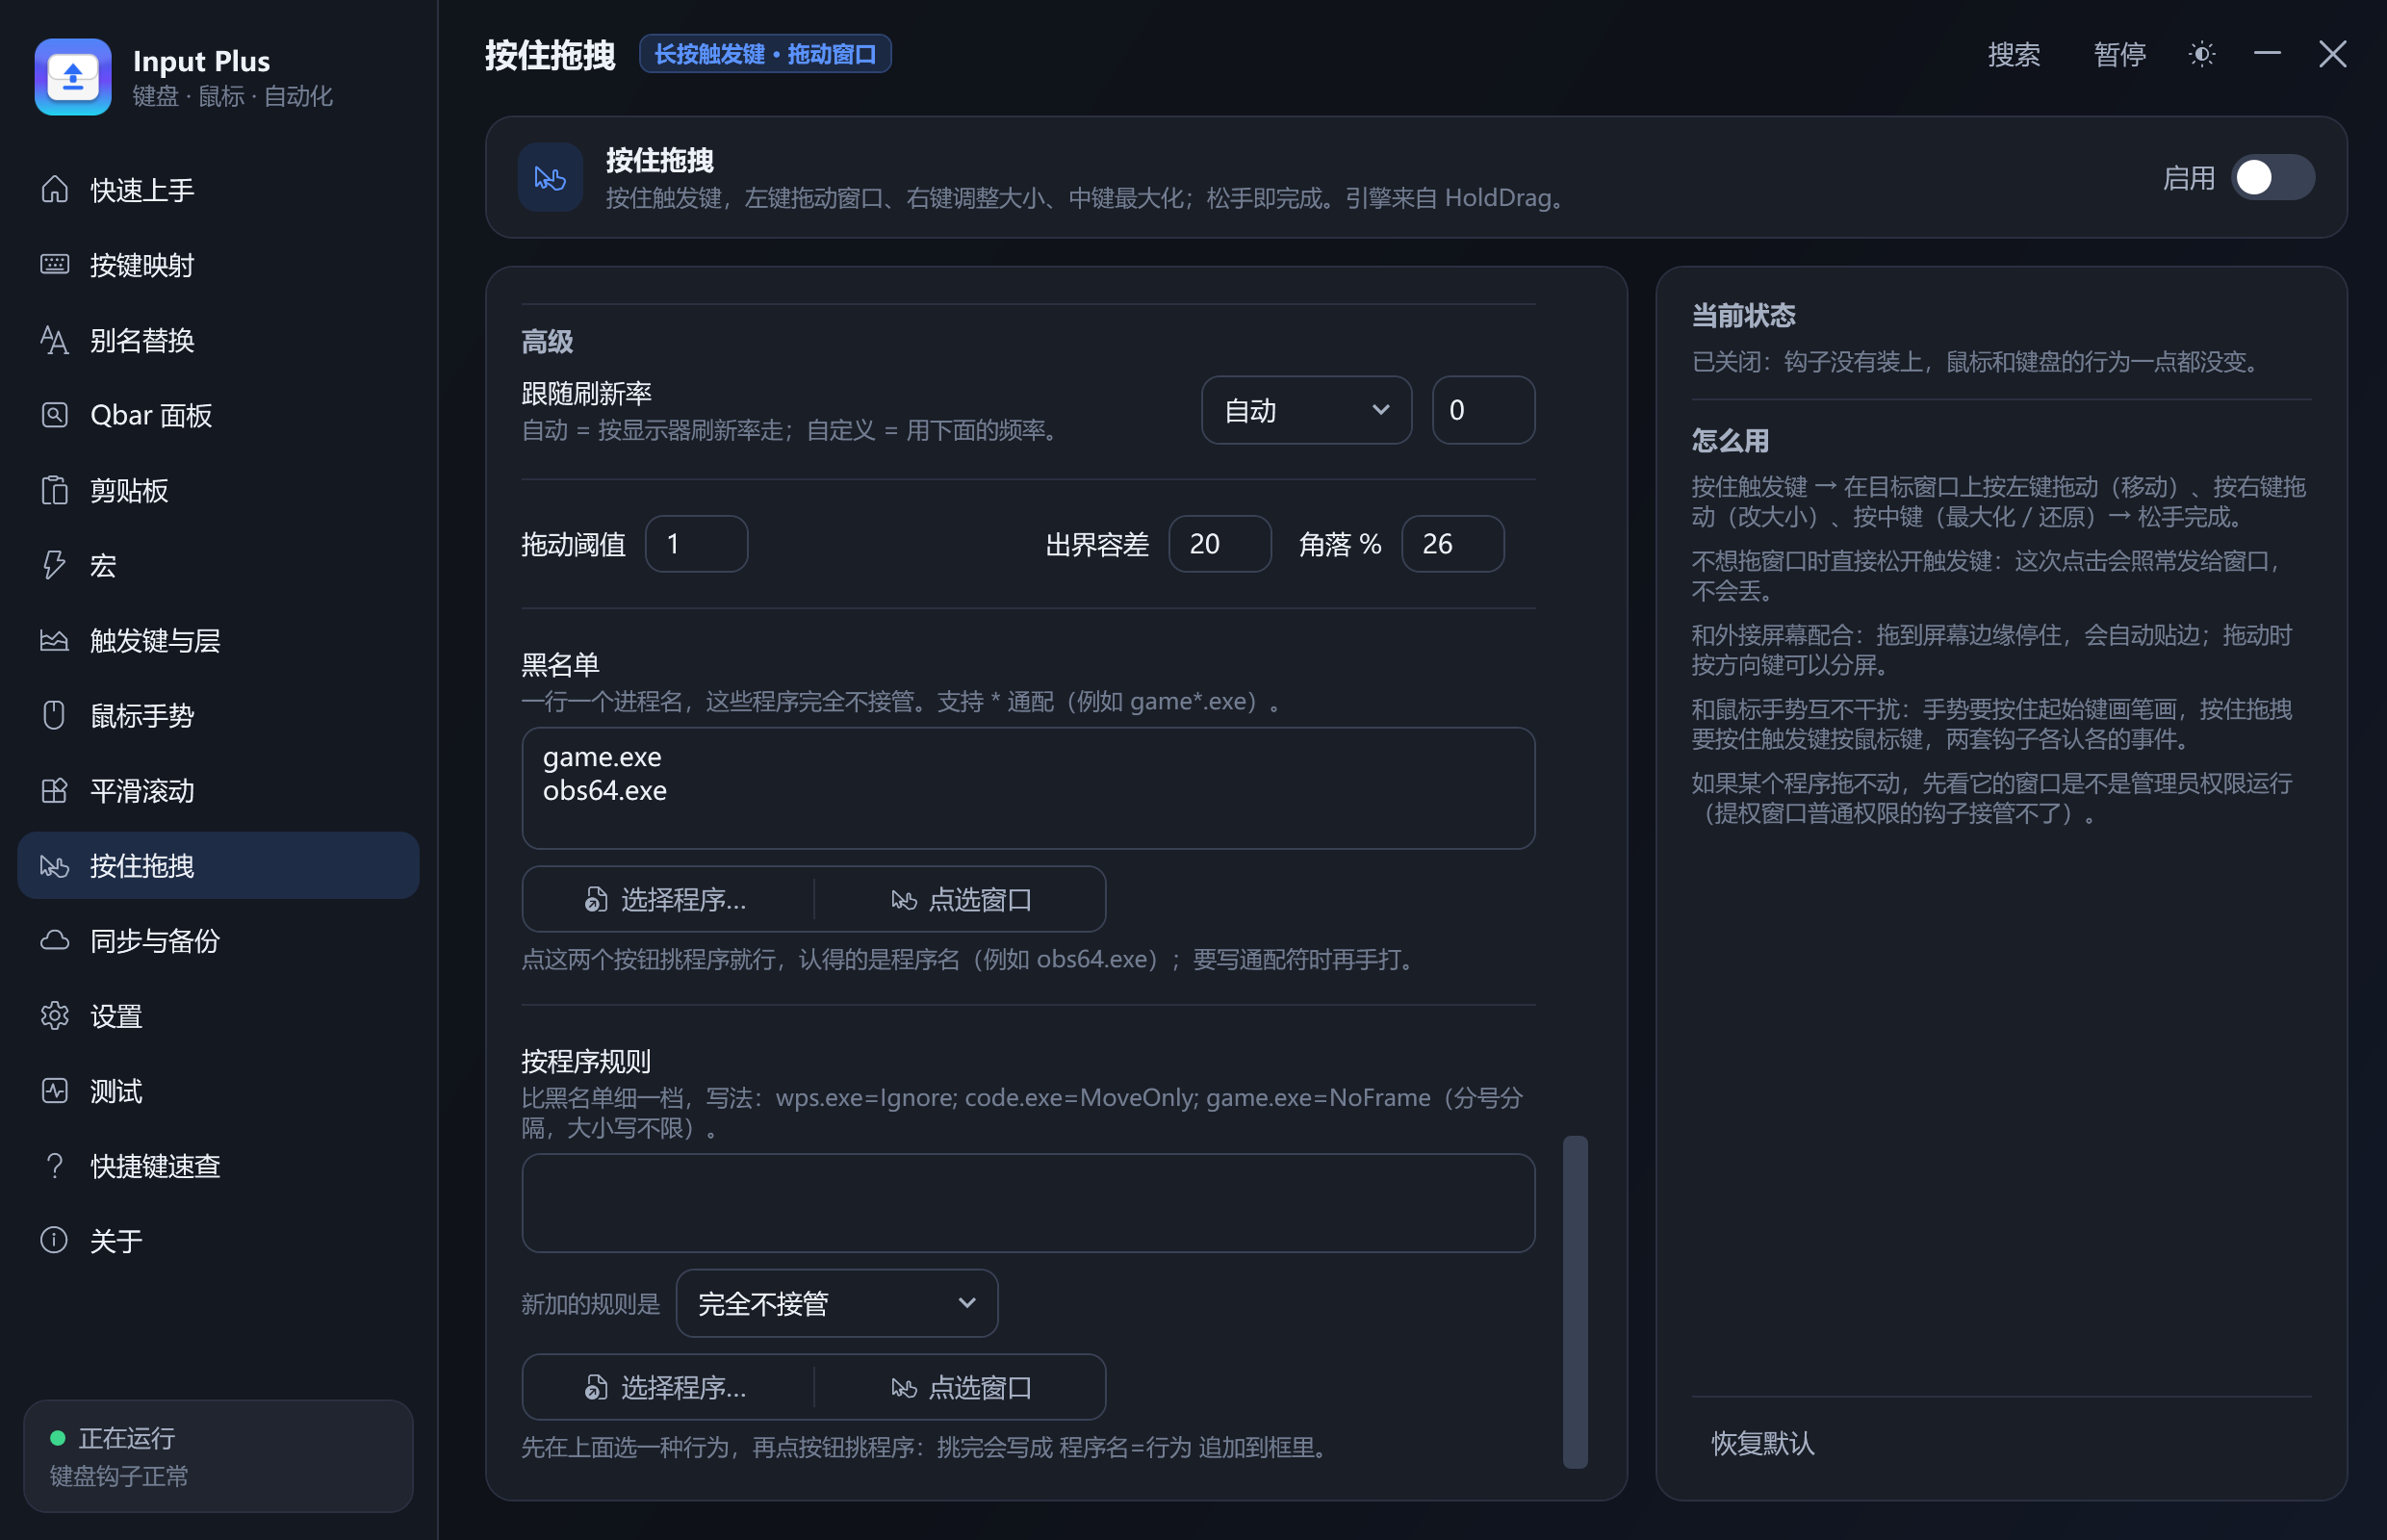 Input Plus
键盘 · 鼠标 · 自动化
快速上手
按键映射
别名替换
Qbar 面板
剪贴板
宏
触发键与层
鼠标手势
平滑滚动
按住拖拽
同步与备份
设置
测试
快捷键速查
关于
正在运行
键盘钩子正常
按住拖拽
长按触发键 • 拖动窗口
搜索
暂停
按住拖拽
按住触发键，左键拖动窗口、右键调整大小、中键最大化；松手即完成。引擎来自 HoldDrag。
启用
高级
跟随刷新率
自动 = 按显示器刷新率走；自定义 = 用下面的频率。
自动
0
拖动阈值
1
出界容差
20
角落 %
26
黑名单
一行一个进程名，这些程序完全不接管。支持 * 通配（例如 game*.exe）。
game.exe
obs64.exe
选择程序...
点选窗口
点这两个按钮挑程序就行，认得的是程序名（例如 obs64.exe）；要写通配符时再手打。
按程序规则
比黑名单细一档，写法：wps.exe=Ignore; code.exe=MoveOnly; game.exe=NoFrame（分号分
隔，大小写不限）。
新加的规则是
完全不接管
选择程序...
点选窗口
先在上面选一种行为，再点按钮挑程序：挑完会写成 程序名=行为 追加到框里。
当前状态
已关闭：钩子没有装上，鼠标和键盘的行为一点都没变。
怎么用
按住触发键 → 在目标窗口上按左键拖动（移动）、按右键拖
动（改大小）、按中键（最大化 / 还原）→ 松手完成。
不想拖窗口时直接松开触发键：这次点击会照常发给窗口，
不会丢。
和外接屏幕配合：拖到屏幕边缘停住，会自动贴边；拖动时
按方向键可以分屏。
和鼠标手势互不干扰：手势要按住起始键画笔画，按住拖拽
要按住触发键按鼠标键，两套钩子各认各的事件。
如果某个程序拖不动，先看它的窗口是不是管理员权限运行
（提权窗口普通权限的钩子接管不了）。
恢复默认